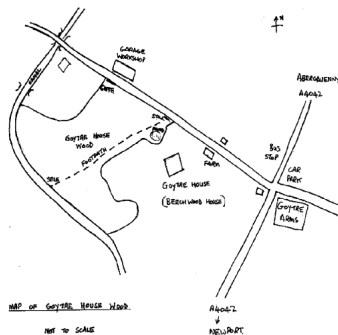 N
GARAGE
WORKSHOP
CANAL
GATE
ABERGAVENNY
A4042
GOYTRE HOUSE
WOOD
STILE
FOOTPATH
BUS
STOP
FARM
CAR
PARK
STILE
GOYTRE HOUSE
(BEECHWOOD HOUSE)
GOYTRE
ARMS
MAP OF GOYTRE HOUSE WOOD
NOT TO SCALE
A4042
NEWPORT